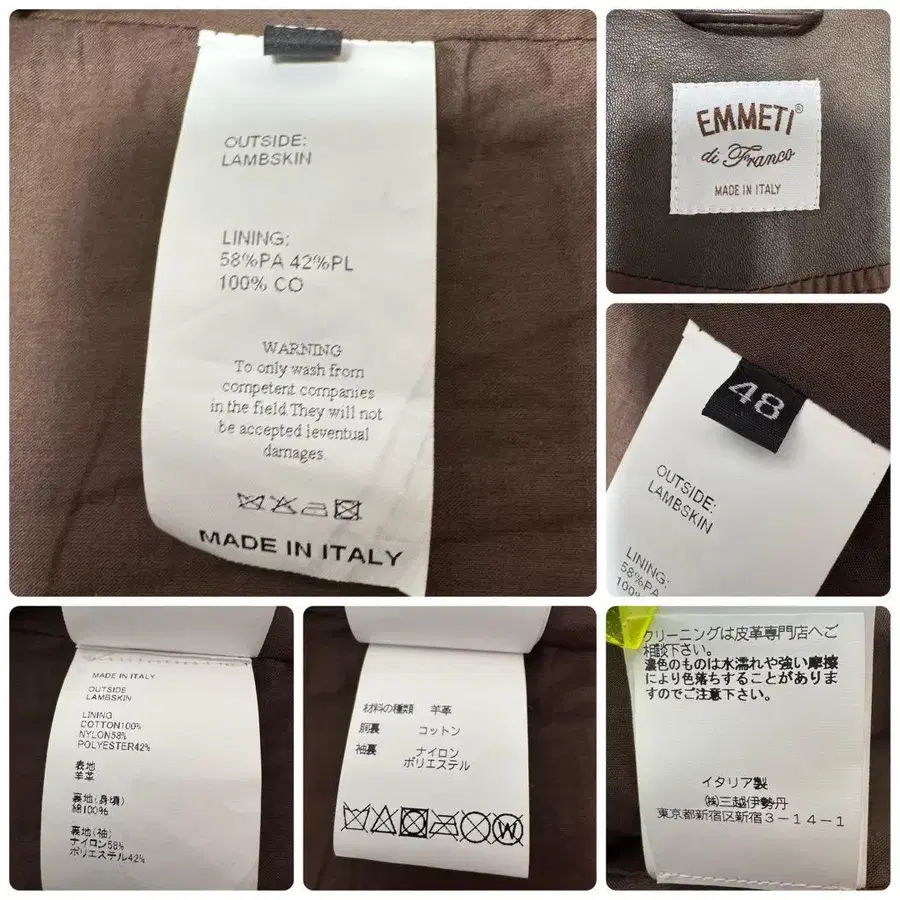 OUTSIDE:
LAMBSKIN
LINING:
58%PA 42%PL
100% CO
WARNING
To only wash from
competent companies
in the field.They will not
be accepted leventual
damages.
MADE IN ITALY
EMMETI®
di Franco
MADE IN ITALY
48
OUTSIDE:
LAMBSKIN
LINING:
58%PA
100%
MADE IN ITALY
OUTSIDE
LAMBSKIN
LINING
COTTON100%
NYLON58%
POLYESTER42%
表地
羊革
裏地(身頃)
綿100%
裏地(袖)
ナイロン58%
ポリエステル42%
材料の種類 羊革
胴裏 コットン
袖裏 ナイロン
ポリエステル
W
クリーニングは皮革専門店へご
相談下さい。
濃色のものは水濡れや強い摩擦
により色落ちすることがありま
すのでご注意下さい。
イタリア製
㈱三越伊勢丹
東京都新宿区新宿3-14-1